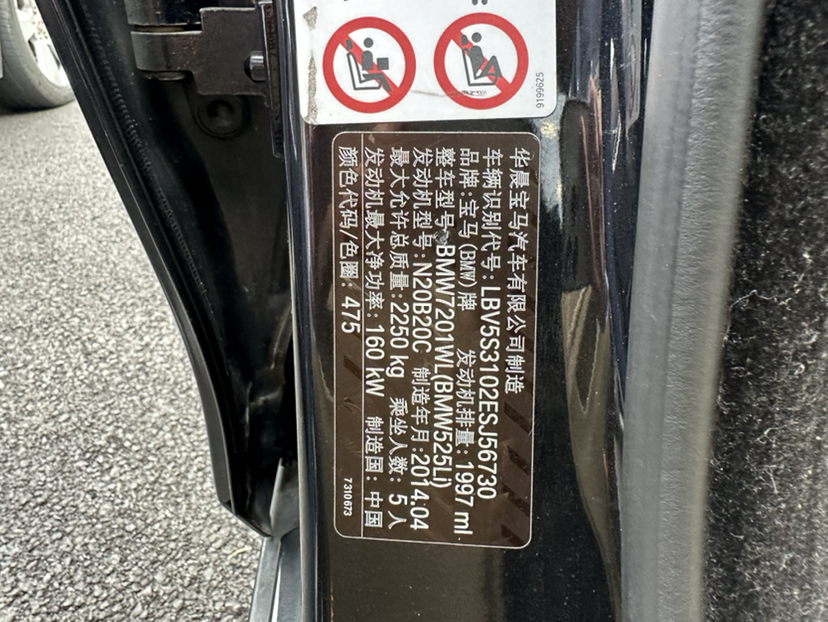 9199625
华晨宝马汽车有限公司制造
车辆识别代号: LBV5S3102ESJ56730
品牌:宝马(BMW)牌 发动机排量: 1997 ml
整车型号:BMW7201WL(BMW525Li)
发动机型号:N20B20C 制造年月:2014.04
最大允许总质量:2250 kg 乘坐人数: 5 人
发动机最大净功率: 160 kW 制造国: 中国
颜色代码/色圈: 475
7310673